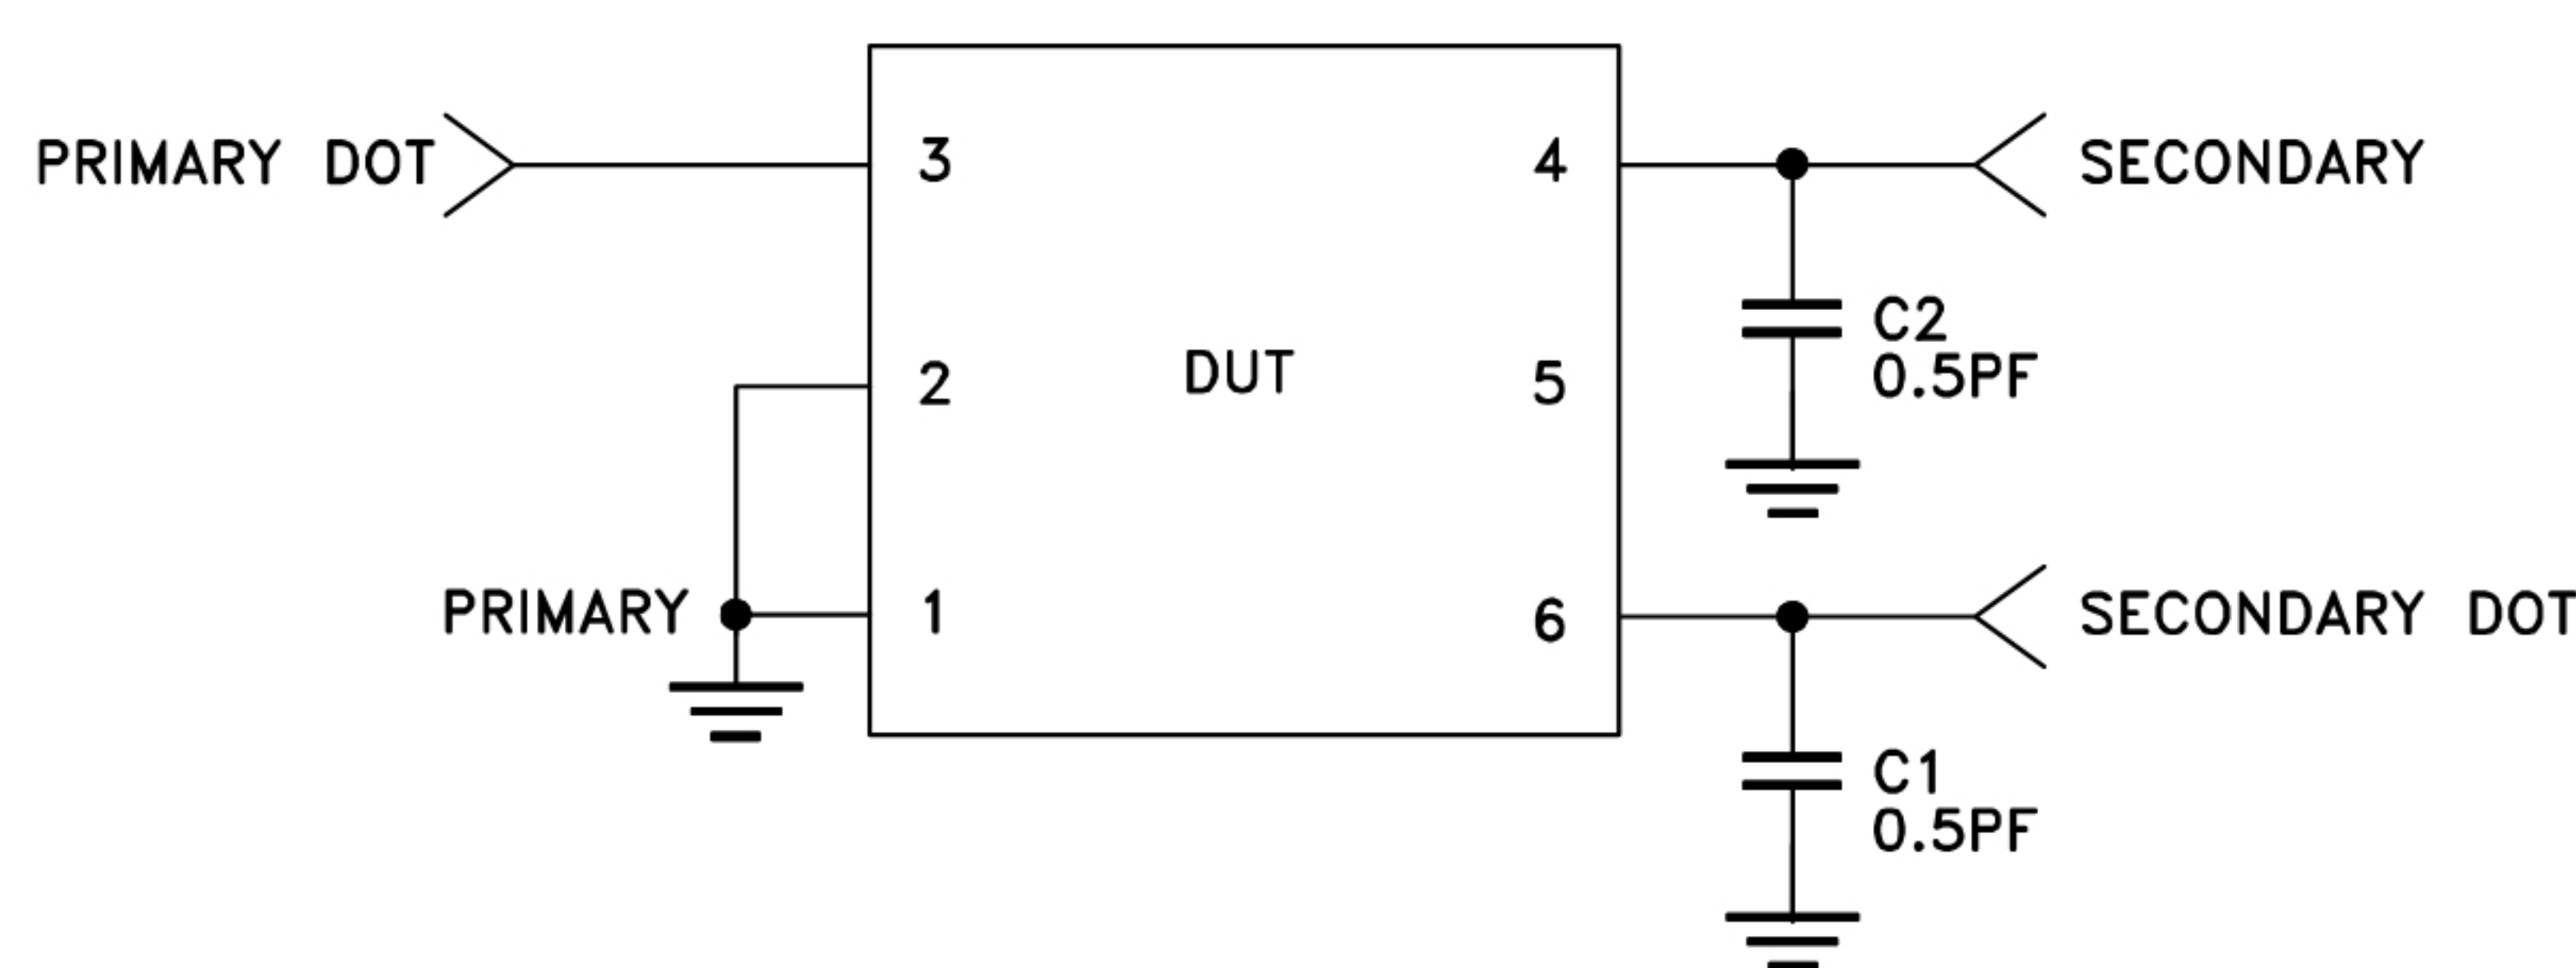 PRIMARY DOT
3
4
SECONDARY
C2
0.5PF
2
DUT
5
PRIMARY
1
6
SECONDARY DOT
C1
0.5PF